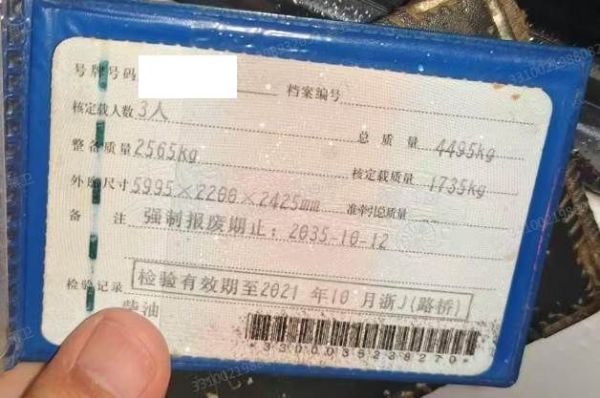 号牌号码 档案编号
核定载人数 3人 总质量 4495kg
整备质量 2565kg 核定载质量 1735kg
外廓尺寸 5995×2200×2425mm 准牵引总质量
备注 强制报废期止：2035-10-12
检验记录 检验有效期至2021年10月浙J(路桥)
柴油
*3300035238270*